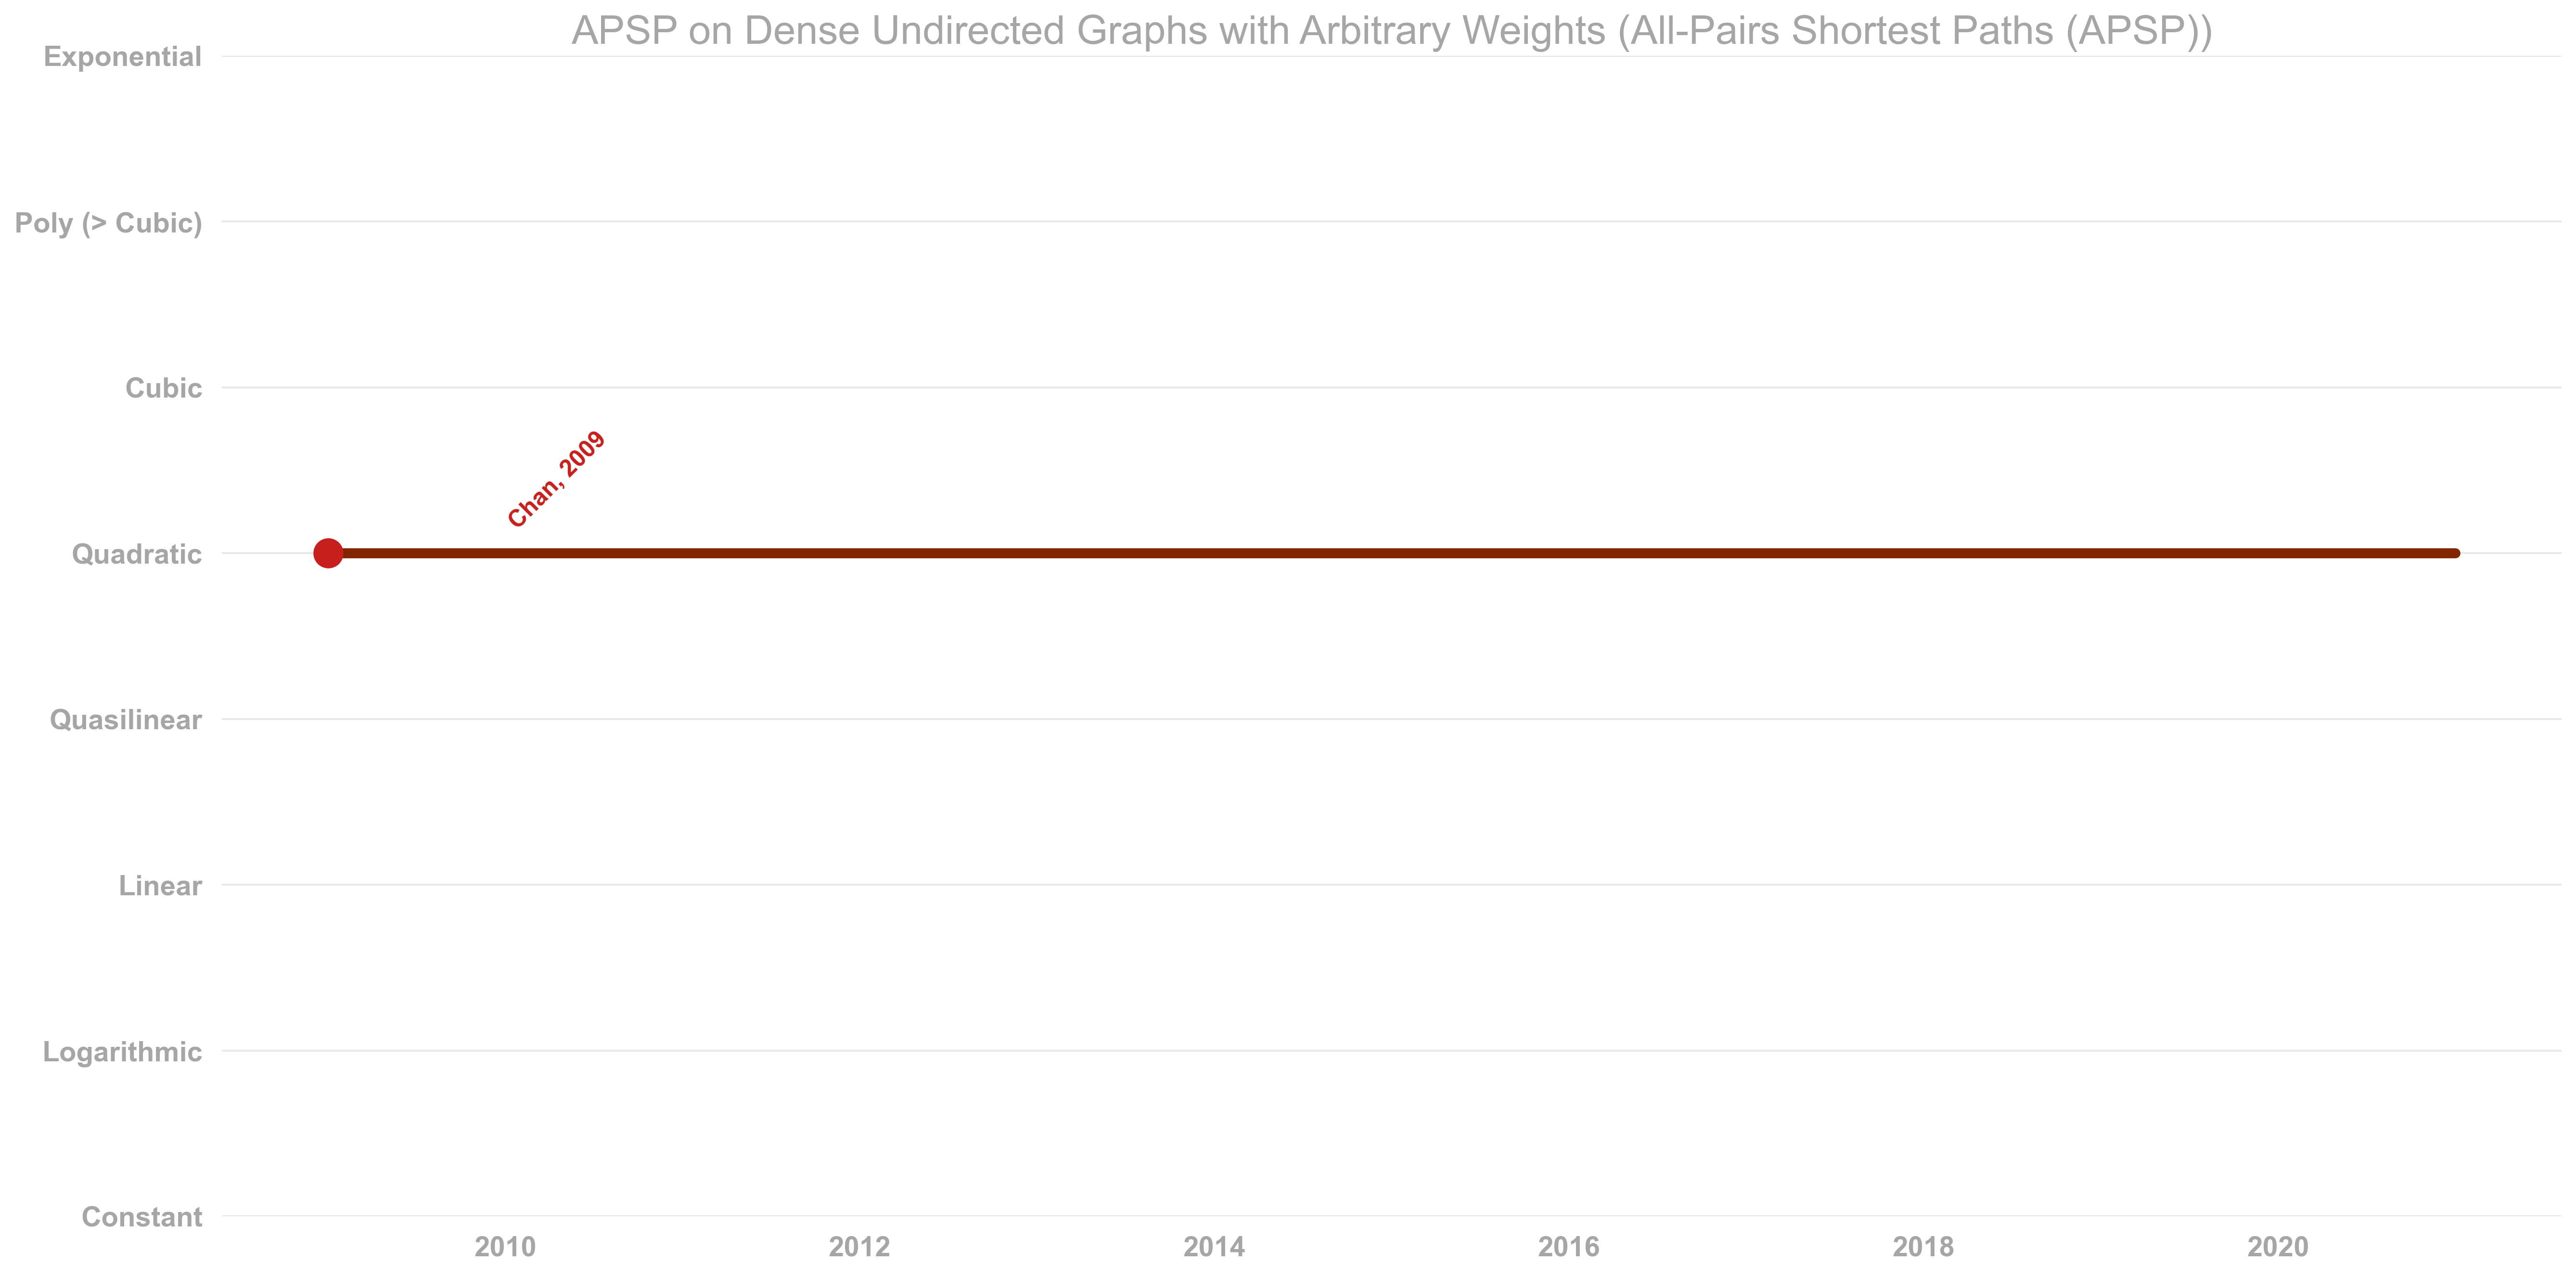 APSP on Dense Undirected Graphs with Arbitrary Weights (All-Pairs Shortest Paths (APSP))
Exponential
Poly (> Cubic)
Cubic
Chan, 2009
Quadratic
Quasilinear
Linear
Logarithmic
Constant
2010 2012 2014 2016 2018 2020